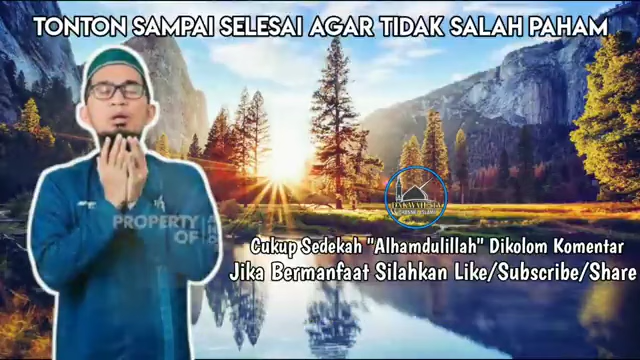 TONTON SAMPAI SELESAI AGAR TIDAK SALAH PAHAM
PROPERTY
OF
Cukup Sedekah "Alhamdulillah" Dikolom Komentar
Jika Bermanfaat Silahkan Like/Subscribe/Share